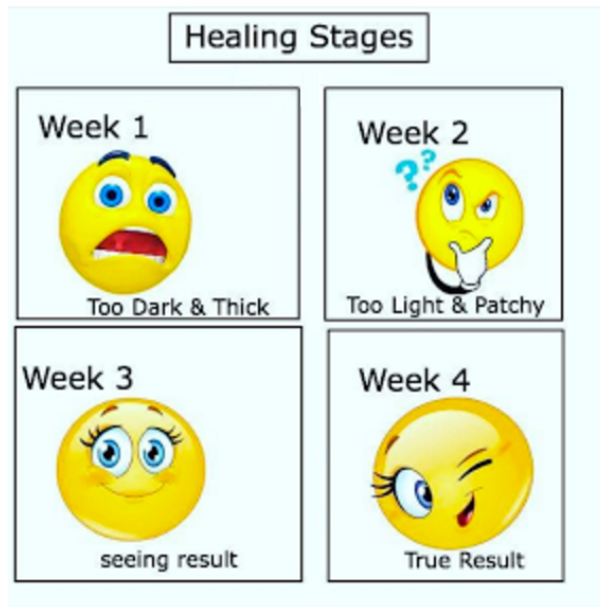 Healing Stages
Week 1
Too Dark & Thick
Week 2
??
Too Light & Patchy
Week 3
seeing result
Week 4
True Result